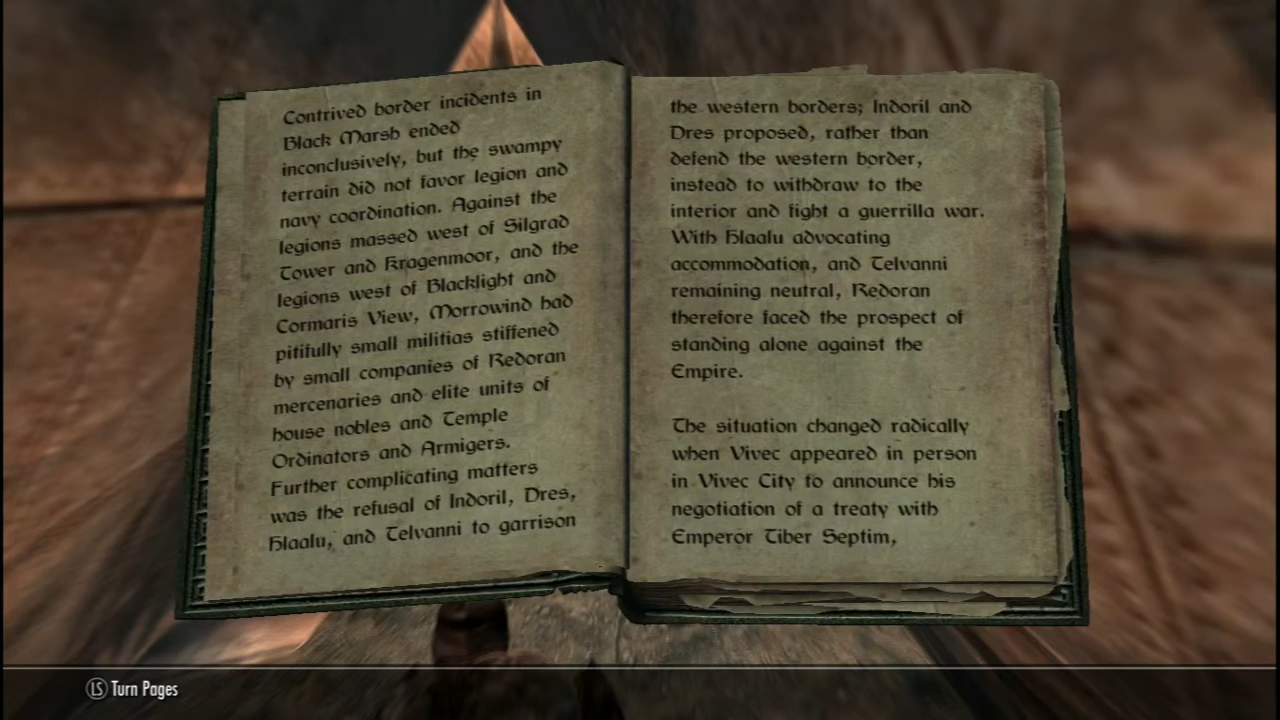 Contrived border incidents in
Black Marsh ended
inconclusively, but the swampy
terrain did not favor legion and
navy coordination. Against the
legions massed west of Silgrad
Tower and Kragenmoor, and the
legions west of Blacklight and
Cormaris View, Morrowind had
pitifully small militias stiffened
by small companies of Redoran
mercenaries and elite units of
house nobles and Temple
Ordinators and Armigers.
Further complicating matters
was the refusal of Indoril, Dres,
Hlaalu, and Telvanni to garrison
the western borders; Indoril and
Dres proposed, rather than
defend the western border,
instead to withdraw to the
interior and fight a guerrilla war.
With Hlaalu advocating
accommodation, and Telvanni
remaining neutral, Redoran
therefore faced the prospect of
standing alone against the
Empire.
The situation changed radically
when Vivec appeared in person
in Vivec City to announce his
negotiation of a treaty with
Emperor Tiber Septim,
LS Turn Pages